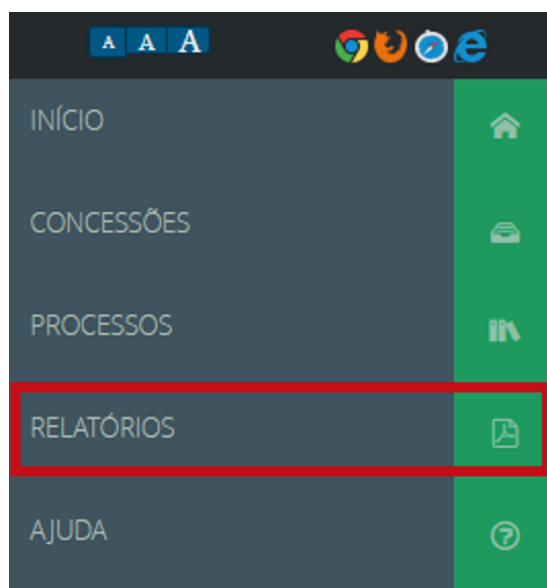 A A A
INÍCIO
CONCESSÕES
PROCESSOS
RELATÓRIOS
AJUDA
?